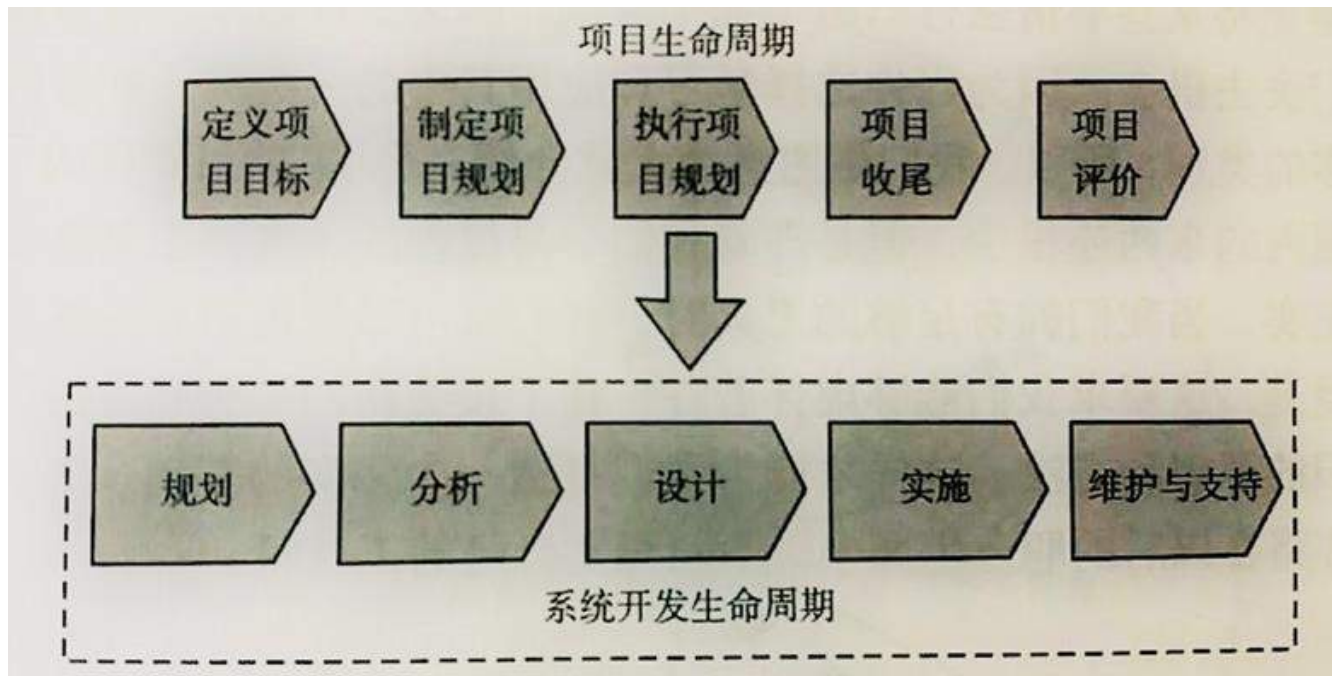 项目生命周期
定义项
目目标
制定项
目规划
执行项
目规划
项目
收尾
项目
评价
规划
分析
设计
实施
维护与支持
系统开发生命周期